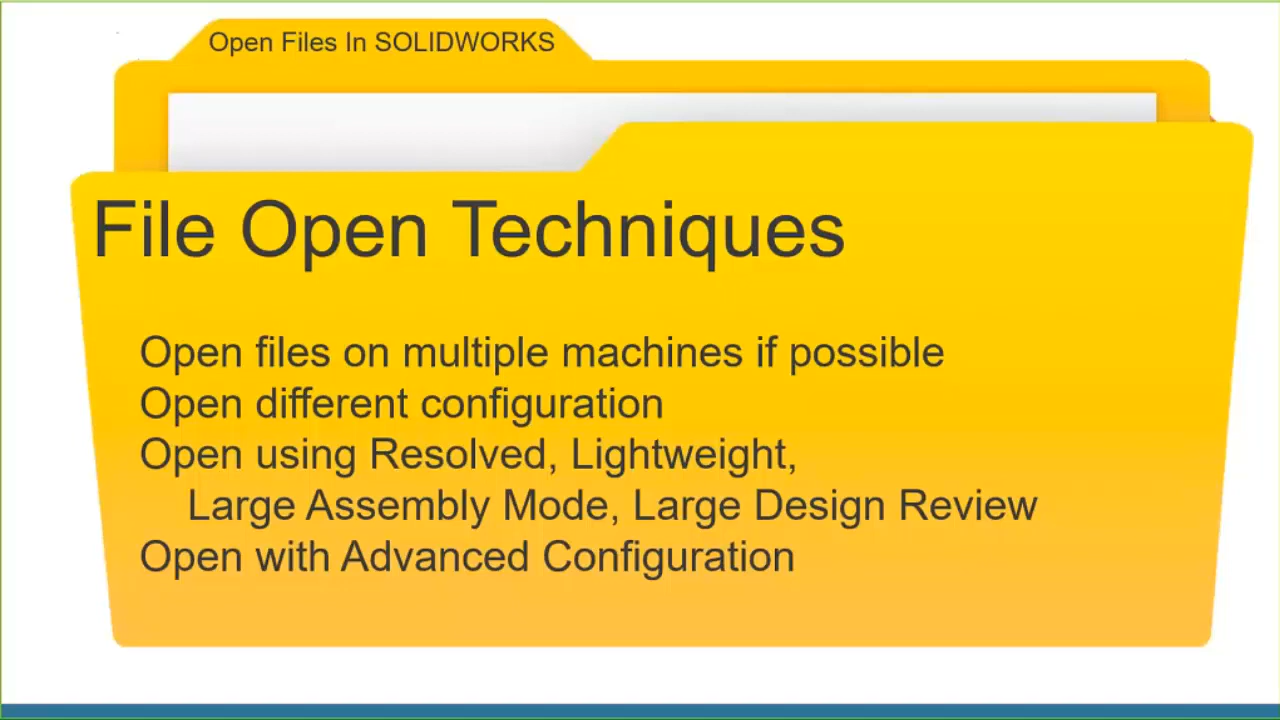 Open Files In SOLIDWORKS
File Open Techniques
Open files on multiple machines if possible
Open different configuration
Open using Resolved, Lightweight,
Large Assembly Mode, Large Design Review
Open with Advanced Configuration